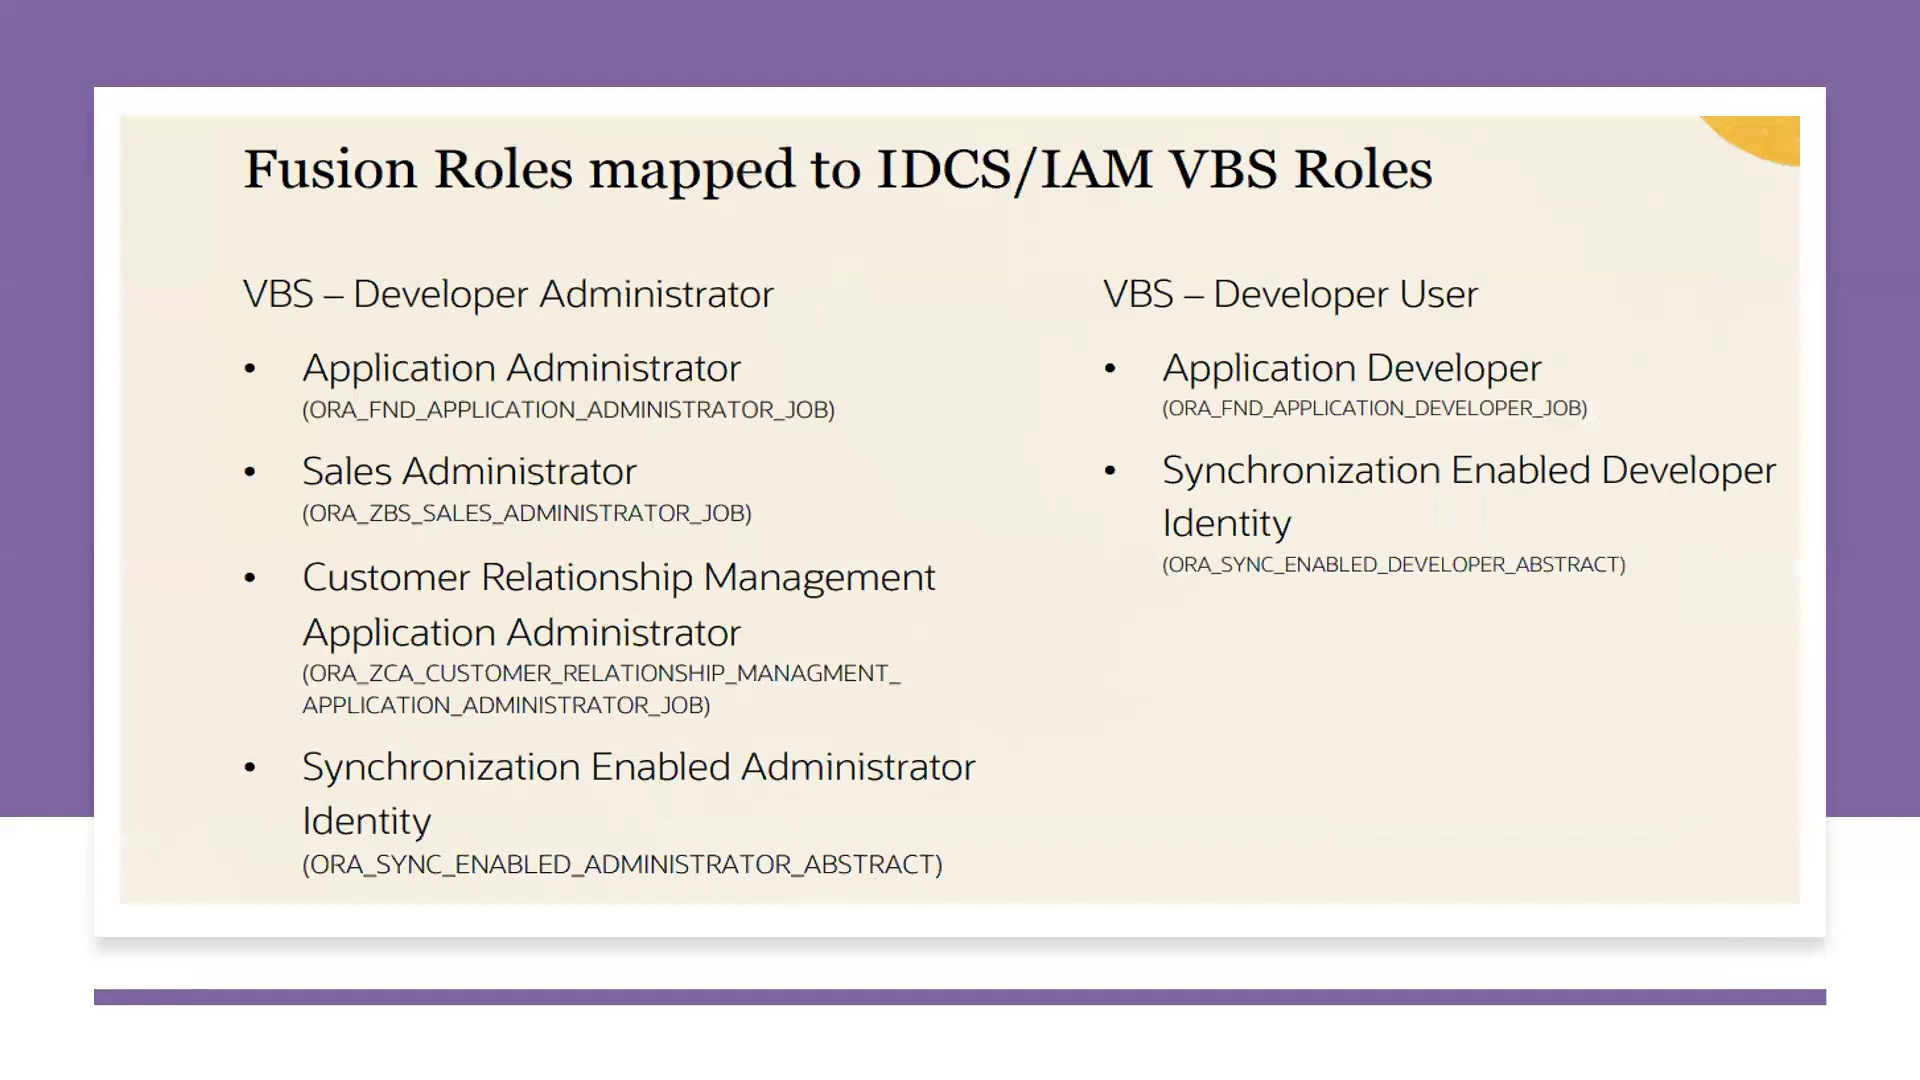 Fusion Roles mapped to IDCS/IAM VBS Roles
VBS – Developer Administrator
• Application Administrator
(ORA_FND_APPLICATION_ADMINISTRATOR_JOB)
• Sales Administrator
(ORA_ZBS_SALES_ADMINISTRATOR_JOB)
• Customer Relationship Management
Application Administrator
(ORA_ZCA_CUSTOMER_RELATIONSHIP_MANAGMENT_
APPLICATION_ADMINISTRATOR_JOB)
• Synchronization Enabled Administrator
Identity
(ORA_SYNC_ENABLED_ADMINISTRATOR_ABSTRACT)
VBS – Developer User
• Application Developer
(ORA_FND_APPLICATION_DEVELOPER_JOB)
• Synchronization Enabled Developer
Identity
(ORA_SYNC_ENABLED_DEVELOPER_ABSTRACT)